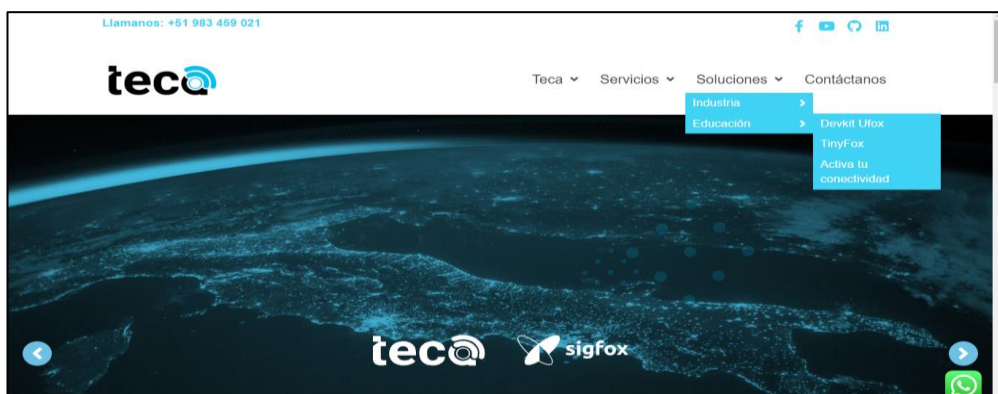 Llamanos: +51 983 459 021
teca
Teca Servicios Soluciones Contáctanos
Industria
Educación
Devkit Ufox
TinyFox
Activa tu
conectividad
teca sigfox